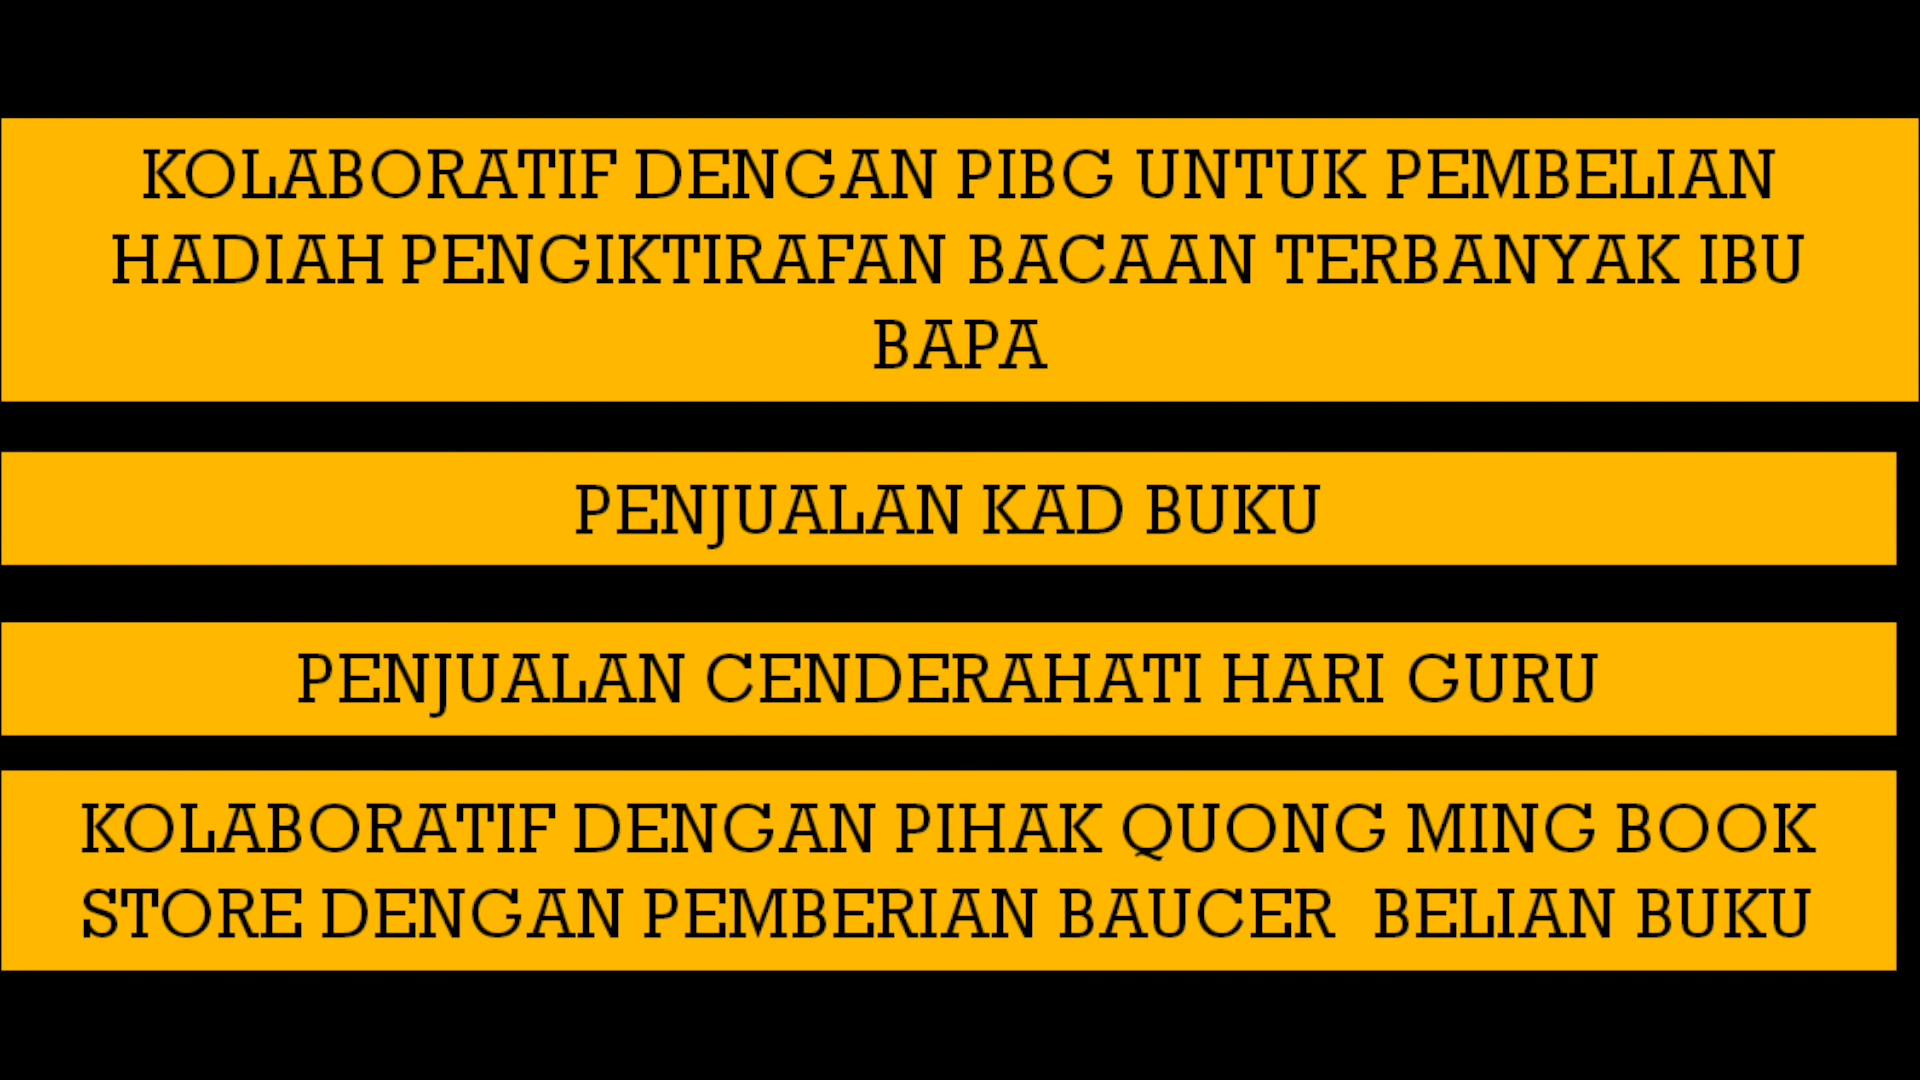 KOLABORATIF DENGAN PIBG UNTUK PEMBELIAN
HADIAH PENGIKTIRAFAN BACAAN TERBANYAK IBU
BAPA
PENJUALAN KAD BUKU
PENJUALAN CENDERAHATI HARI GURU
KOLABORATIF DENGAN PIHAK QUONG MING BOOK
STORE DENGAN PEMBERIAN BAUCER  BELIAN BUKU